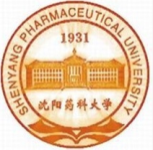 SHENYANG PHARMACEUTICAL UNIVERSITY
1931
沈阳药科大学